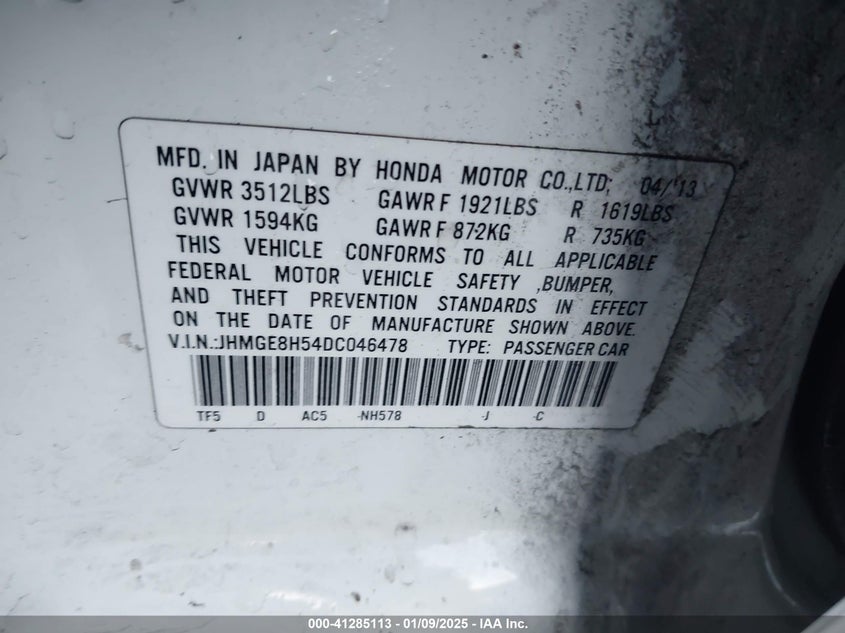 MFD. IN JAPAN BY HONDA MOTOR CO.,LTD; 04/'13
GVWR 3512LBS GAWR F 1921LBS R 1619LBS
GVWR 1594KG GAWR F 872KG R 735KG
THIS VEHICLE CONFORMS TO ALL APPLICABLE
FEDERAL MOTOR VEHICLE SAFETY ,BUMPER,
AND THEFT PREVENTION STANDARDS IN EFFECT
ON THE DATE OF MANUFACTURE SHOWN ABOVE.
V.I.N.:JHMGE8H54DC046478 TYPE: PASSENGER CAR
TF5 D AC5 -NH578 -J -C
000-41285113 - 01/09/2025 - IAA Inc.